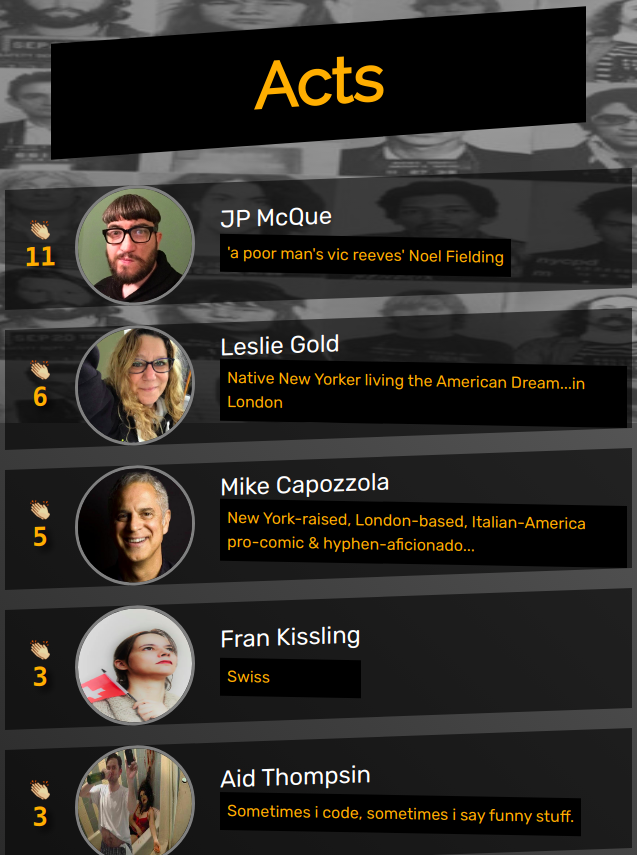 Acts
JP McQue
👏 11
'a poor man's vic reeves' Noel Fielding
Leslie Gold
👏 6
Native New Yorker living the American Dream...in
London
Mike Capozzola
👏 5
New York-raised, London-based, Italian-America
pro-comic & hyphen-aficionado...
Fran Kissling
👏 3
Swiss
Aid Thompsin
👏 3
Sometimes i code, sometimes i say funny stuff.